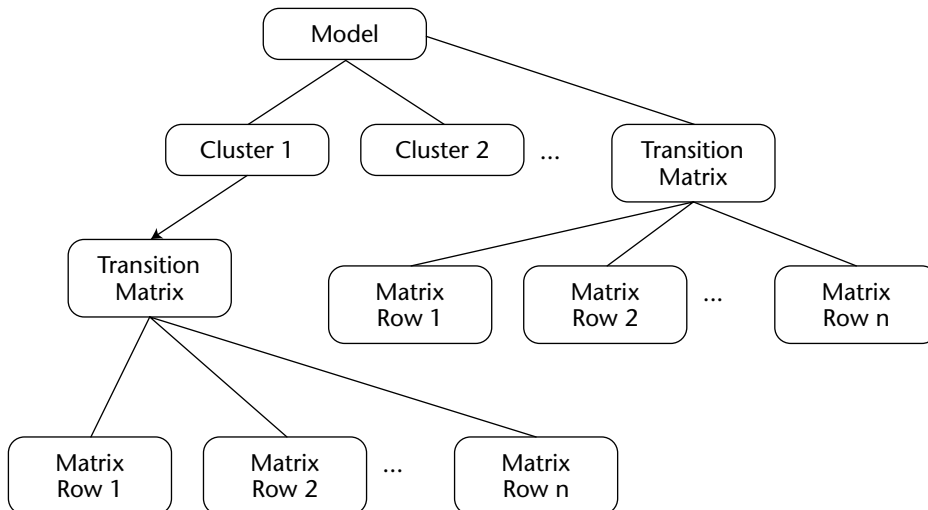 Model
Cluster 1
Cluster 2
...
Transition
Matrix
Transition
Matrix
Matrix
Row 1
Matrix
Row 2
...
Matrix
Row n
Matrix
Row 1
Matrix
Row 2
...
Matrix
Row n